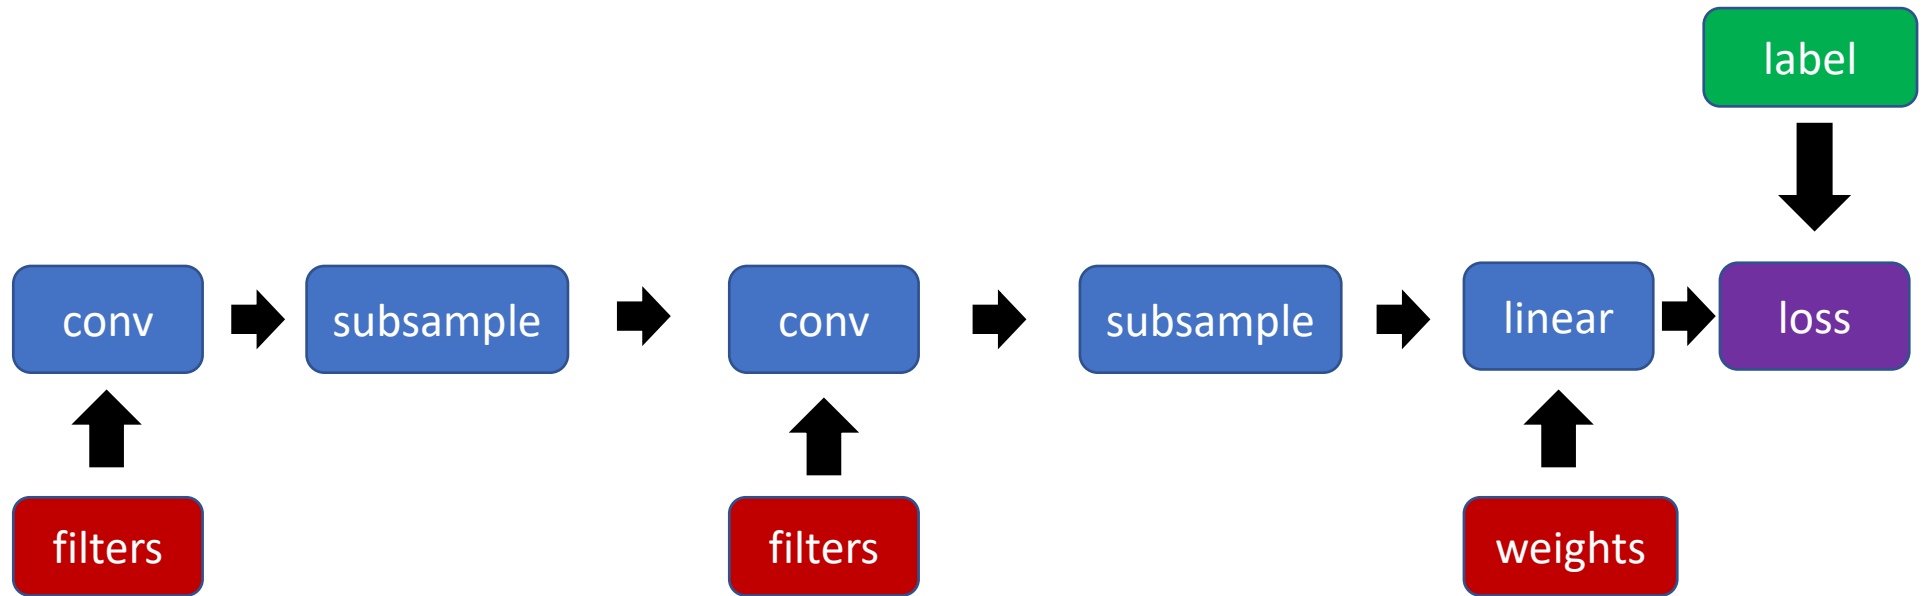 label
conv
subsample
conv
subsample
linear
loss
filters
filters
weights